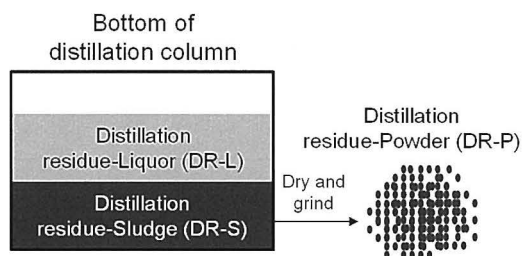 Bottom of
distillation column
Distillation
residue-Liquor (DR-L)
Distillation
residue-Sludge (DR-S)
Dry and
grind
Distillation
residue-Powder (DR-P)